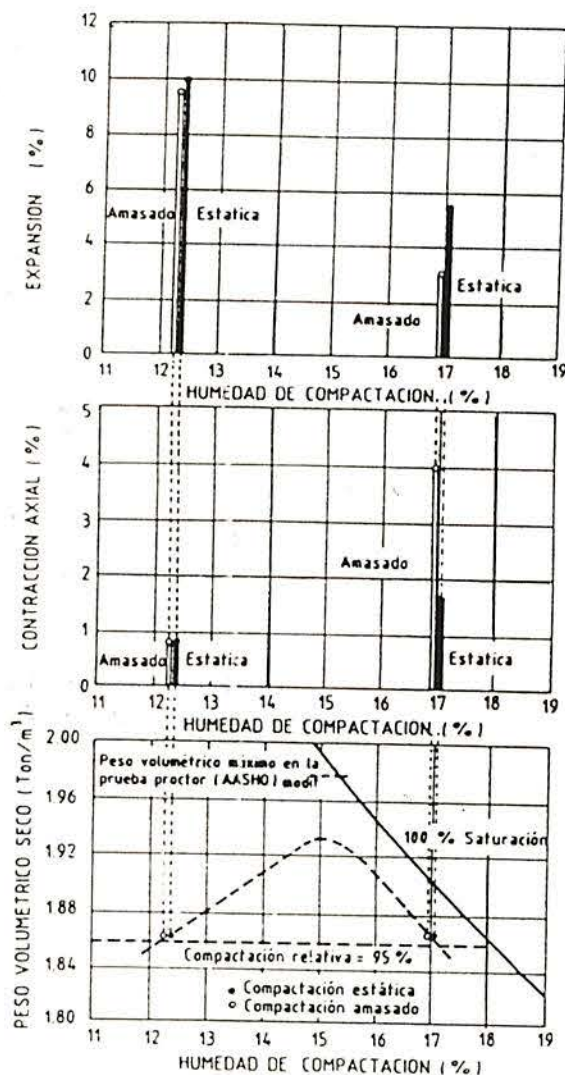 EXPANSION (%)
12
10
8
6
4
2
0
Amasado
Estatica
Estatica
Amasado
11 12 13 14 15 16 17 18 19
HUMEDAD DE COMPACTACION.. (%)
CONTRACCION AXIAL (%)
5
4
3
2
1
0
Amasado
Amasado
Estatica
Estatica
11 12 13 14 15 16 17 18 19
HUMEDAD DE COMPACTACION.. (%)
PESO VOLUMETRICO SECO (Ton/m³)
2.00
1.96
1.92
1.88
1.84
1.80
Peso volumétrico máximo en la
prueba proctor (AASHO) modif
100 % Saturación
Compactación relativa = 95 %
Compactación estática
Compactación amasado
11 12 13 14 15 16 17 18 19
HUMEDAD DE COMPACTACION (%)